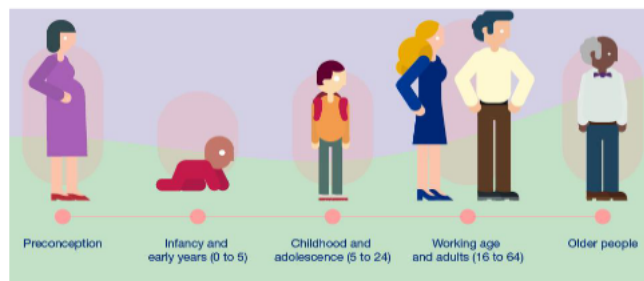 Preconception
Infancy and
early years (0 to 5)
Childhood and
adolescence (5 to 24)
Working age
and adults (16 to 64)
Older people